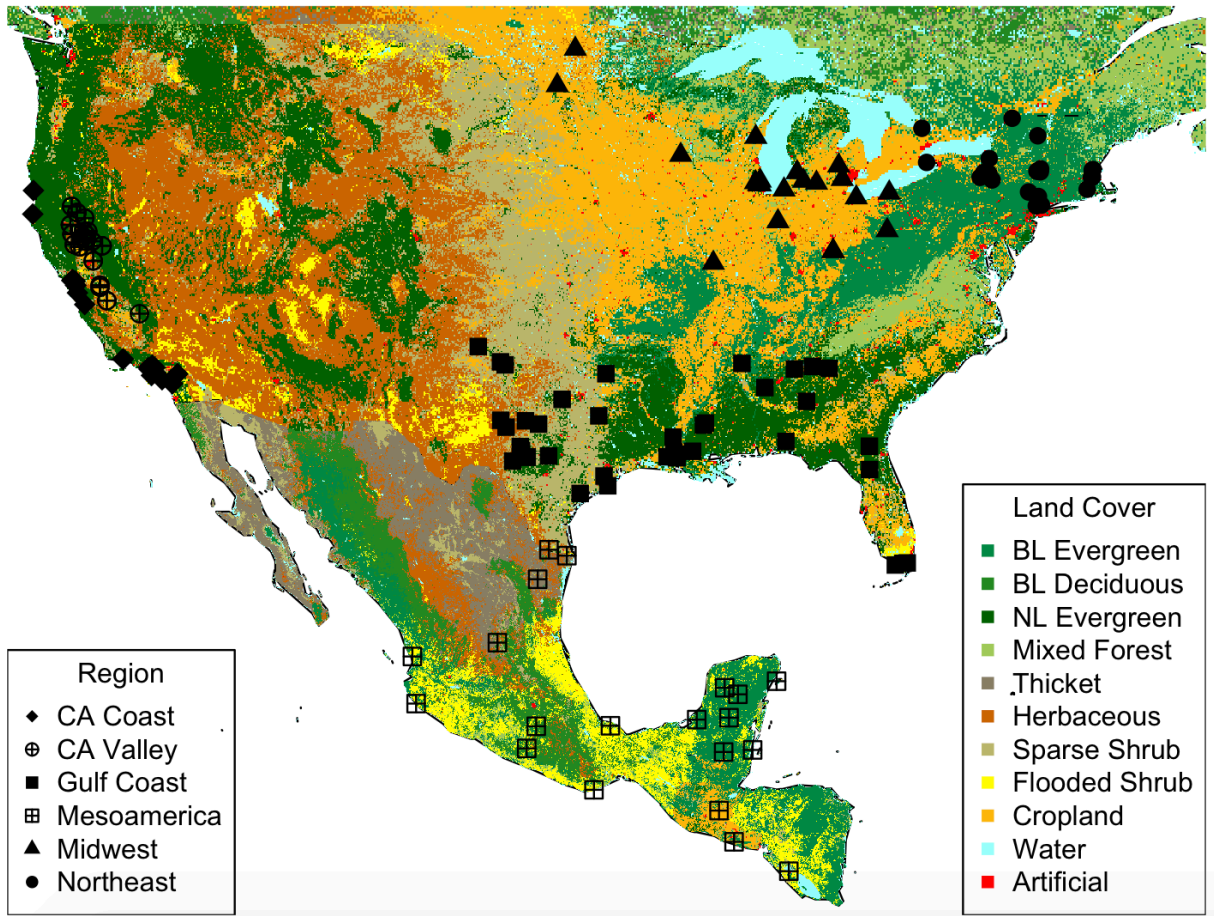 Land Cover
BL Evergreen
BL Deciduous
NL Evergreen
Mixed Forest
Thicket
Herbaceous
Sparse Shrub
Flooded Shrub
Cropland
Water
Artificial
Region
CA Coast
CA Valley
Gulf Coast
Mesoamerica
Midwest
Northeast